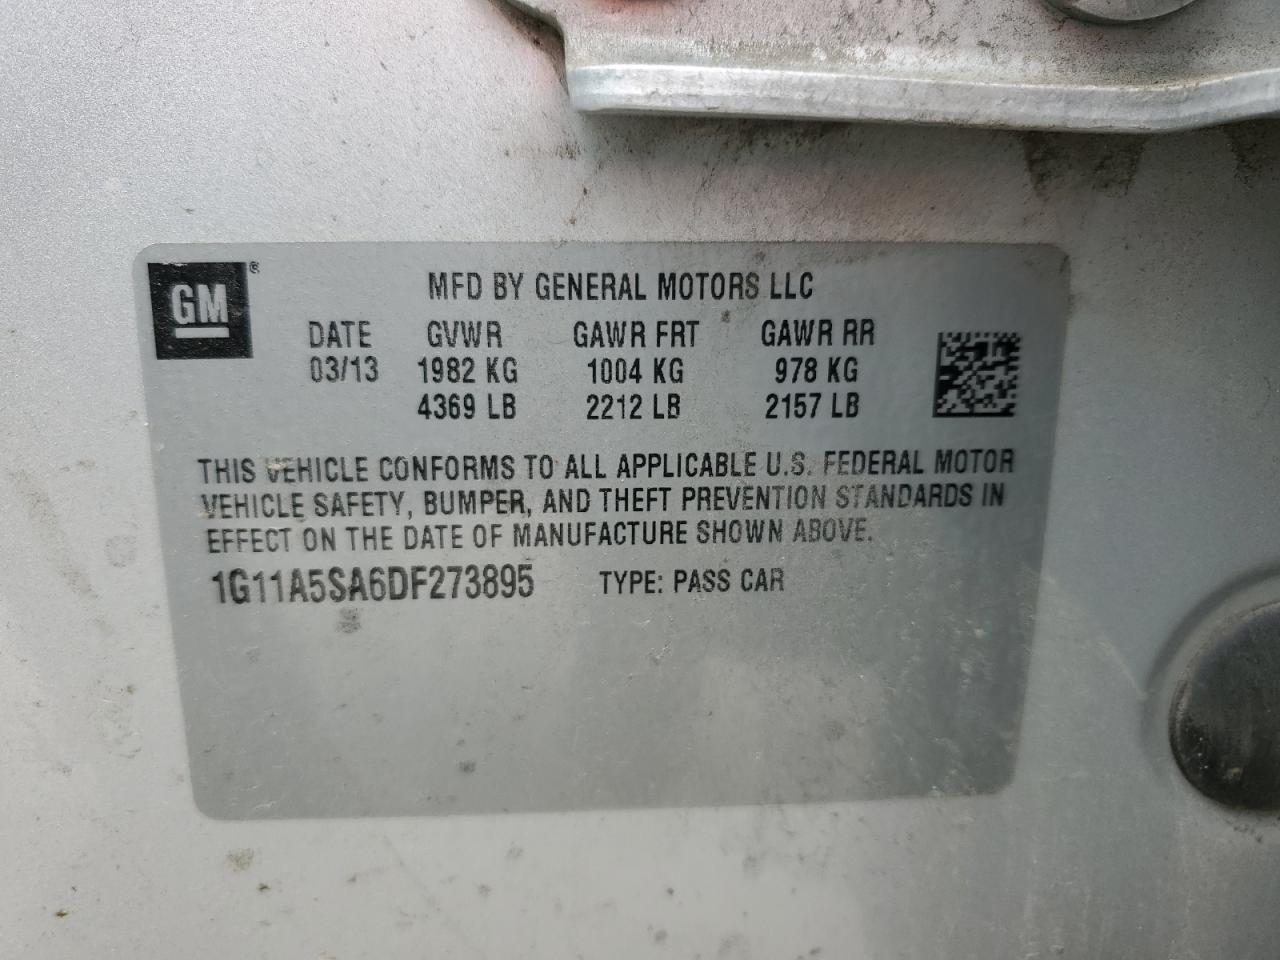 GM®
MFD BY GENERAL MOTORS LLC
DATE GVWR GAWR FRT GAWR RR
03/13 1982 KG 1004 KG 978 KG
4369 LB 2212 LB 2157 LB
THIS VEHICLE CONFORMS TO ALL APPLICABLE U.S. FEDERAL MOTOR
VEHICLE SAFETY, BUMPER, AND THEFT PREVENTION STANDARDS IN
EFFECT ON THE DATE OF MANUFACTURE SHOWN ABOVE.
1G11A5SA6DF273895 TYPE: PASS CAR